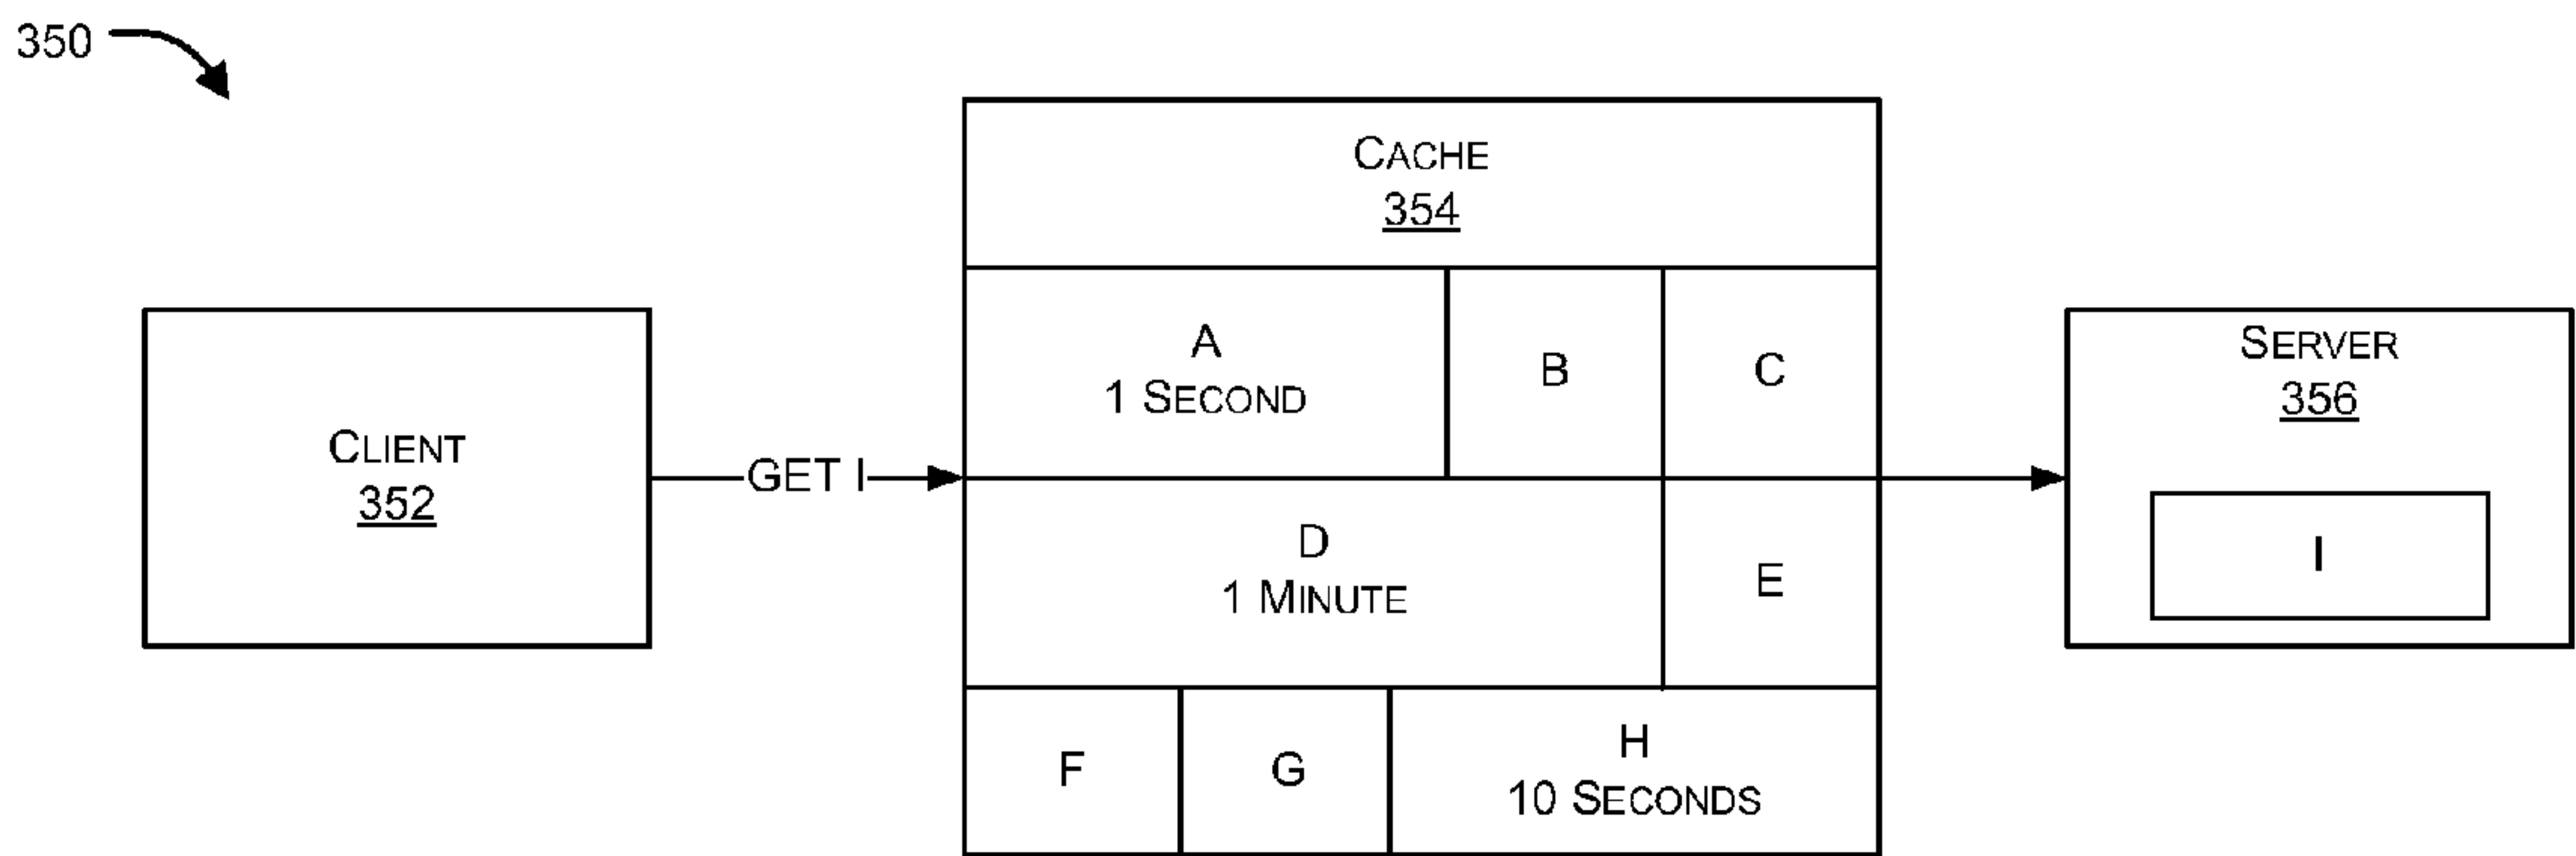 350
CACHE
354
A
1 SECOND
B
C
SERVER
356
CLIENT
352
GET I
D
1 MINUTE
E
I
F
G
H
10 SECONDS